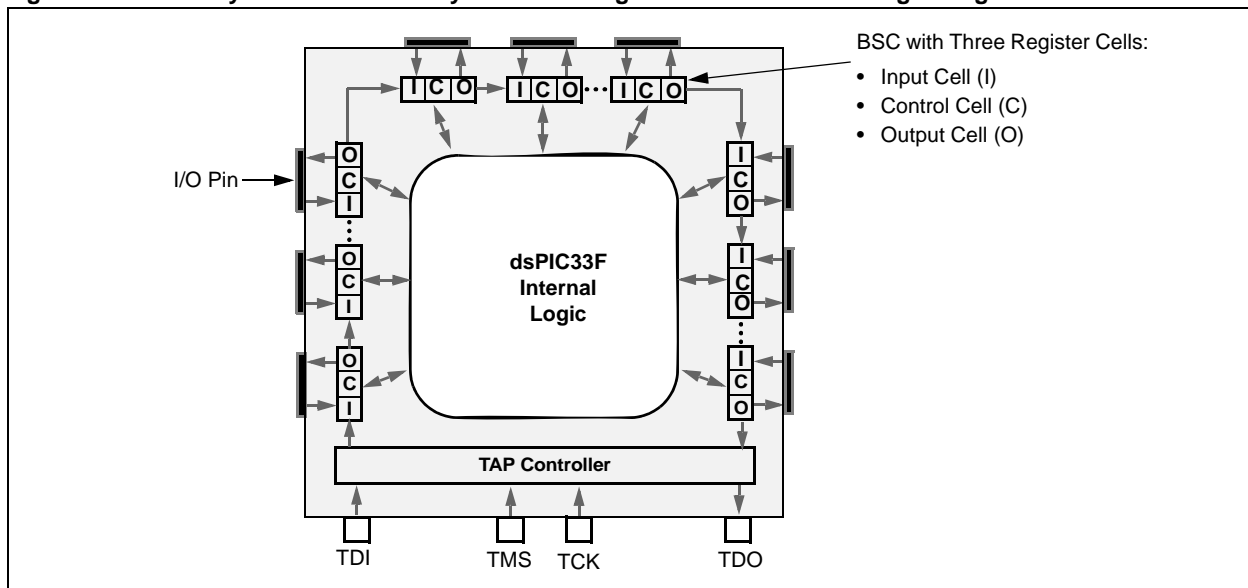 BSC with Three Register Cells:
• Input Cell (I)
• Control Cell (C)
• Output Cell (O)
I C O
I C O
I C O
I/O Pin
O
C
I
O
C
I
O
C
I
I
C
O
I
C
O
I
C
O
dsPIC33F
Internal
Logic
TAP Controller
TDI
TMS
TCK
TDO